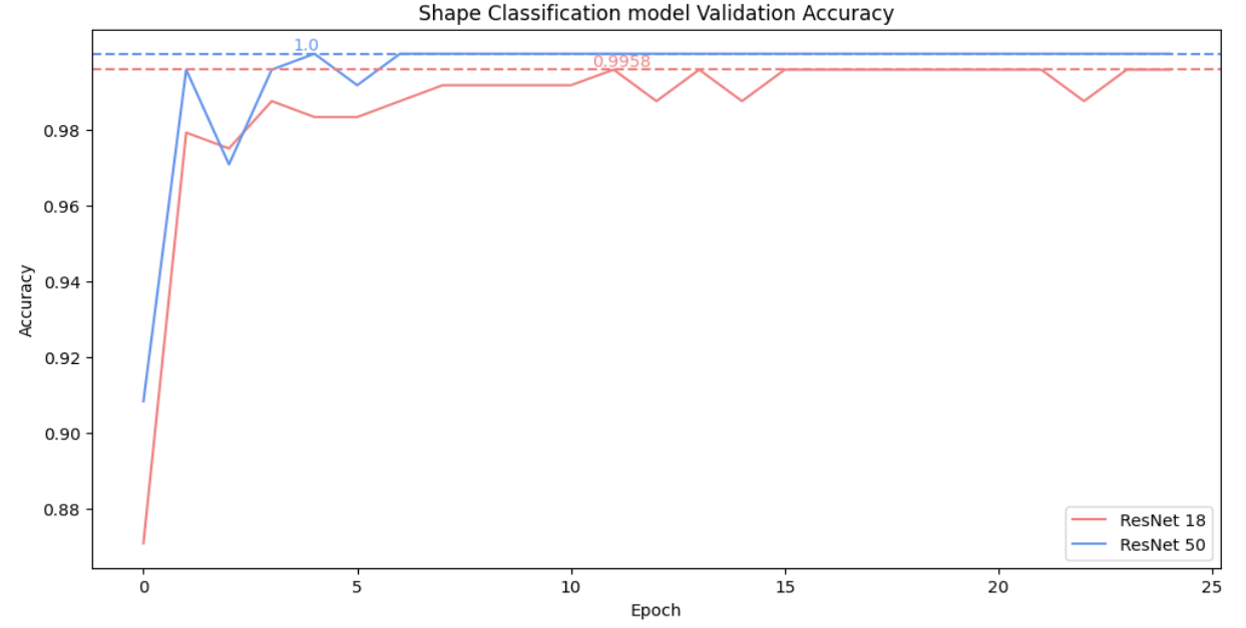 Shape Classification model Validation Accuracy
1.0
0.9958
0.98
0.96
0.94
0.92
0.90
0.88
Accuracy
ResNet 18
ResNet 50
0 5 10 15 20 25
Epoch